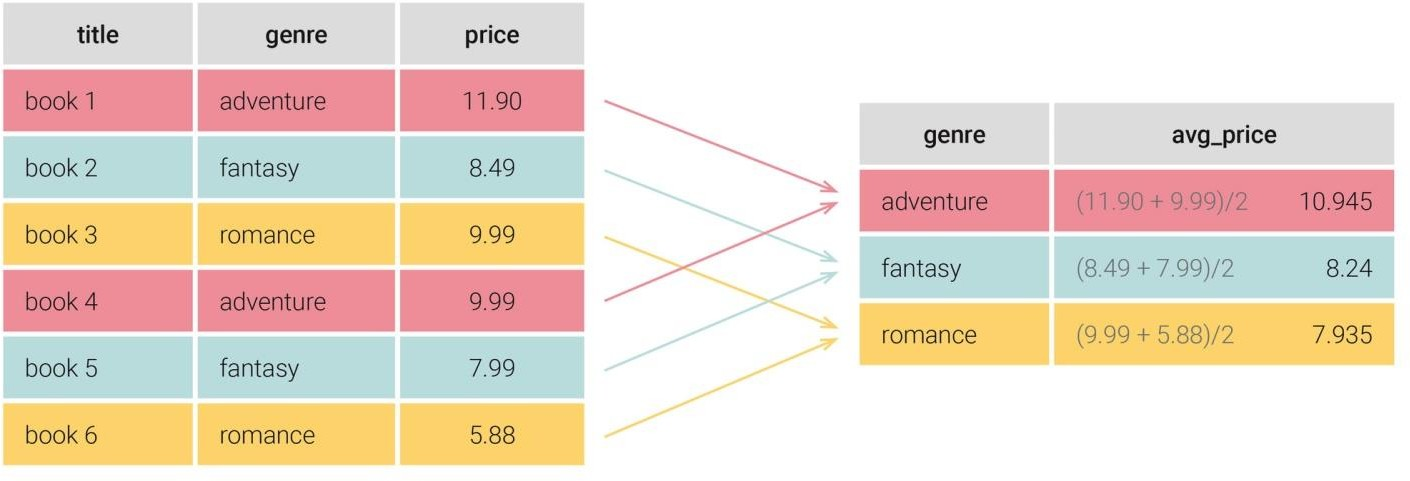 title genre price
book 1 adventure 11.90
book 2 fantasy 8.49
book 3 romance 9.99
book 4 adventure 9.99
book 5 fantasy 7.99
book 6 romance 5.88
genre avg_price
adventure (11.90 + 9.99)/2 10.945
fantasy (8.49 + 7.99)/2 8.24
romance (9.99 + 5.88)/2 7.935